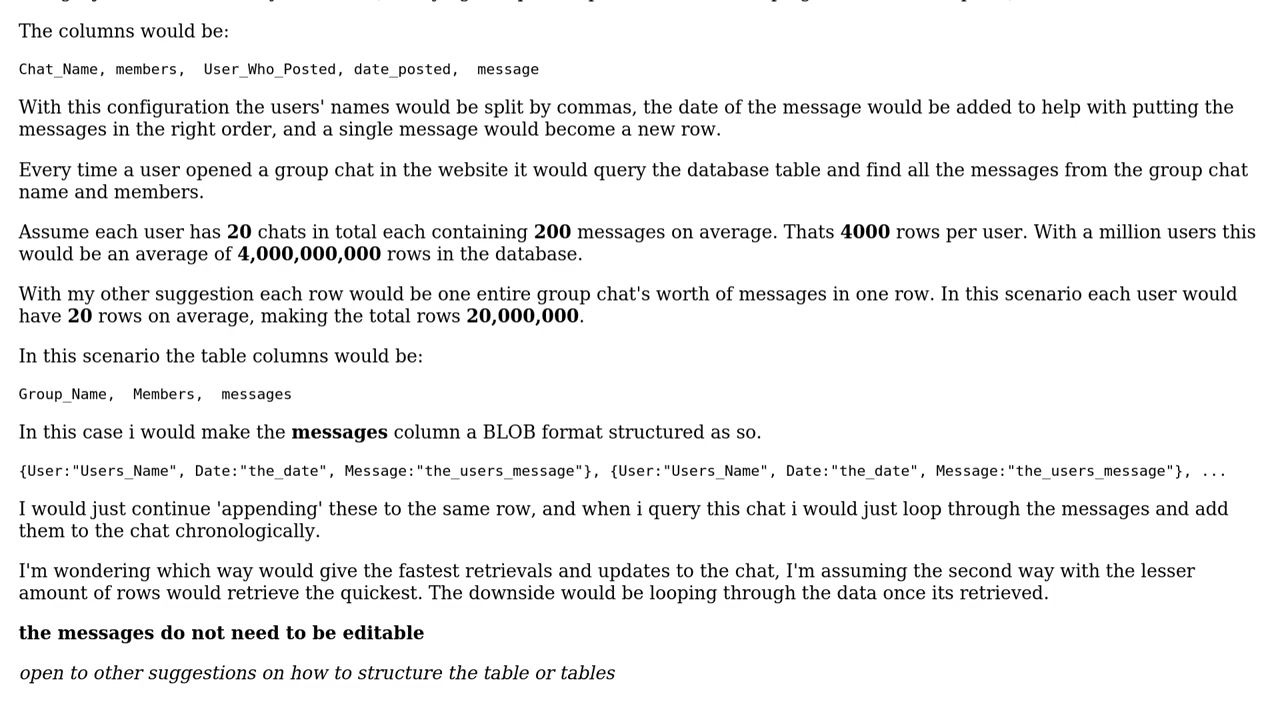 The columns would be:
Chat_Name, members,  User_Who_Posted, date_posted,  message
With this configuration the users' names would be split by commas, the date of the message would be added to help with putting the
messages in the right order, and a single message would become a new row.
Every time a user opened a group chat in the website it would query the database table and find all the messages from the group chat
name and members.
Assume each user has 20 chats in total each containing 200 messages on average. Thats 4000 rows per user. With a million users this
would be an average of 4,000,000,000 rows in the database.
With my other suggestion each row would be one entire group chat's worth of messages in one row. In this scenario each user would
have 20 rows on average, making the total rows 20,000,000.
In this scenario the table columns would be:
Group_Name,  Members,  messages
In this case i would make the messages column a BLOB format structured as so.
{User:"Users_Name", Date:"the_date", Message:"the_users_message"}, {User:"Users_Name", Date:"the_date", Message:"the_users_message"}, ...
I would just continue 'appending' these to the same row, and when i query this chat i would just loop through the messages and add
them to the chat chronologically.
I'm wondering which way would give the fastest retrievals and updates to the chat, I'm assuming the second way with the lesser
amount of rows would retrieve the quickest. The downside would be looping through the data once its retrieved.
the messages do not need to be editable
open to other suggestions on how to structure the table or tables